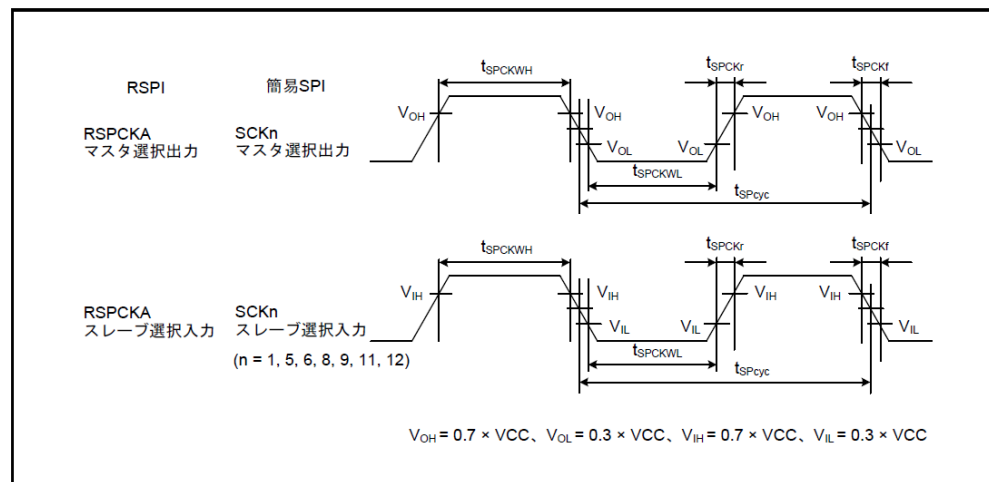 RSPI
簡易SPI
RSPCKA
マスタ選択出力
SCKn
マスタ選択出力
tSPCKWH
tSPCKr
tSPCKf
VOH
VOH
VOH
VOH
VOL
VOL
VOL
tSPCKWL
tSPcyc
RSPCKA
スレーブ選択入力
SCKn
スレーブ選択入力
(n = 1, 5, 6, 8, 9, 11, 12)
tSPCKWH
tSPCKr
tSPCKf
VIH
VIH
VIH
VIH
VIL
VIL
VIL
tSPCKWL
tSPcyc
VOH = 0.7 × VCC、VOL = 0.3 × VCC、VIH = 0.7 × VCC、VIL = 0.3 × VCC